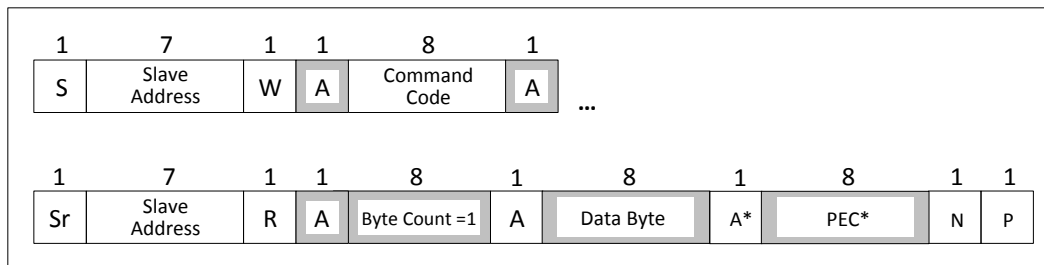 1 7 1 1 8 1
S Slave Address W A Command Code A ...
1 7 1 1 8 1 8 1 8 1 1
Sr Slave Address R A Byte Count =1 A Data Byte A* PEC* N P